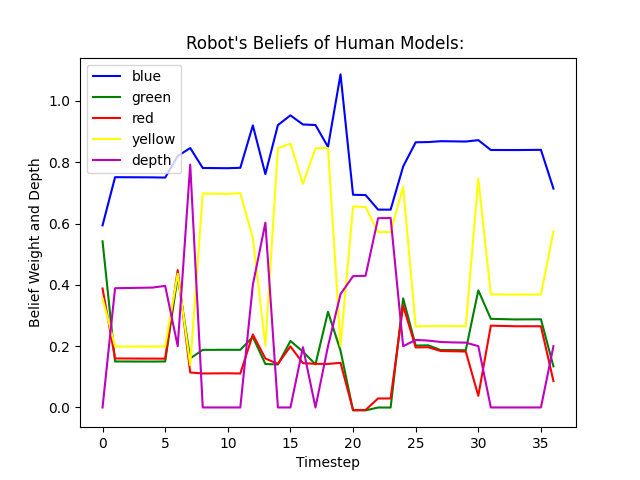 Robot's Beliefs of Human Models:
blue
green
red
yellow
depth
Belief Weight and Depth
1.0
0.8
0.6
0.4
0.2
0.0
0 5 10 15 20 25 30 35
Timestep